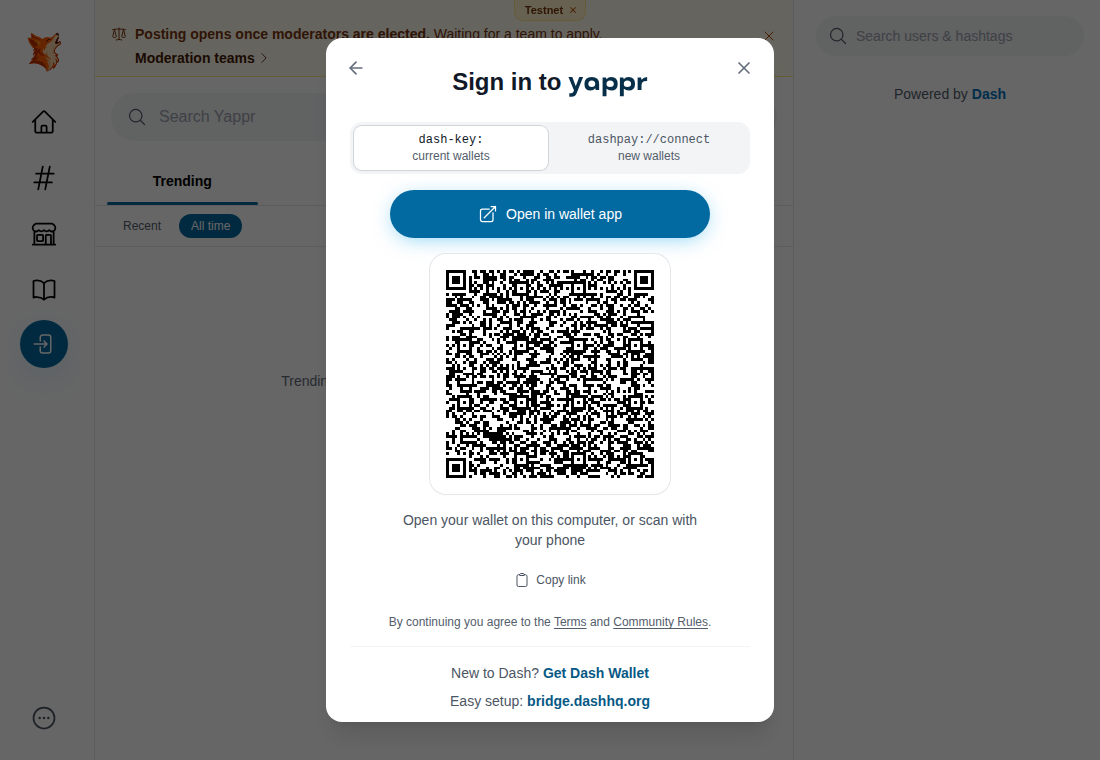 Testnet ×
Posting opens once moderators are elected. Waiting for a team to apply.
Moderation teams
Search users & hashtags
Sign in to yappr
Powered by Dash
Search Yappr
dash-key:
current wallets
dashpay://connect
new wallets
Trending
Open in wallet app
Recent
All time
Trendin
Open your wallet on this computer, or scan with
your phone
Copy link
By continuing you agree to the Terms and Community Rules.
New to Dash? Get Dash Wallet
Easy setup: bridge.dashhq.org